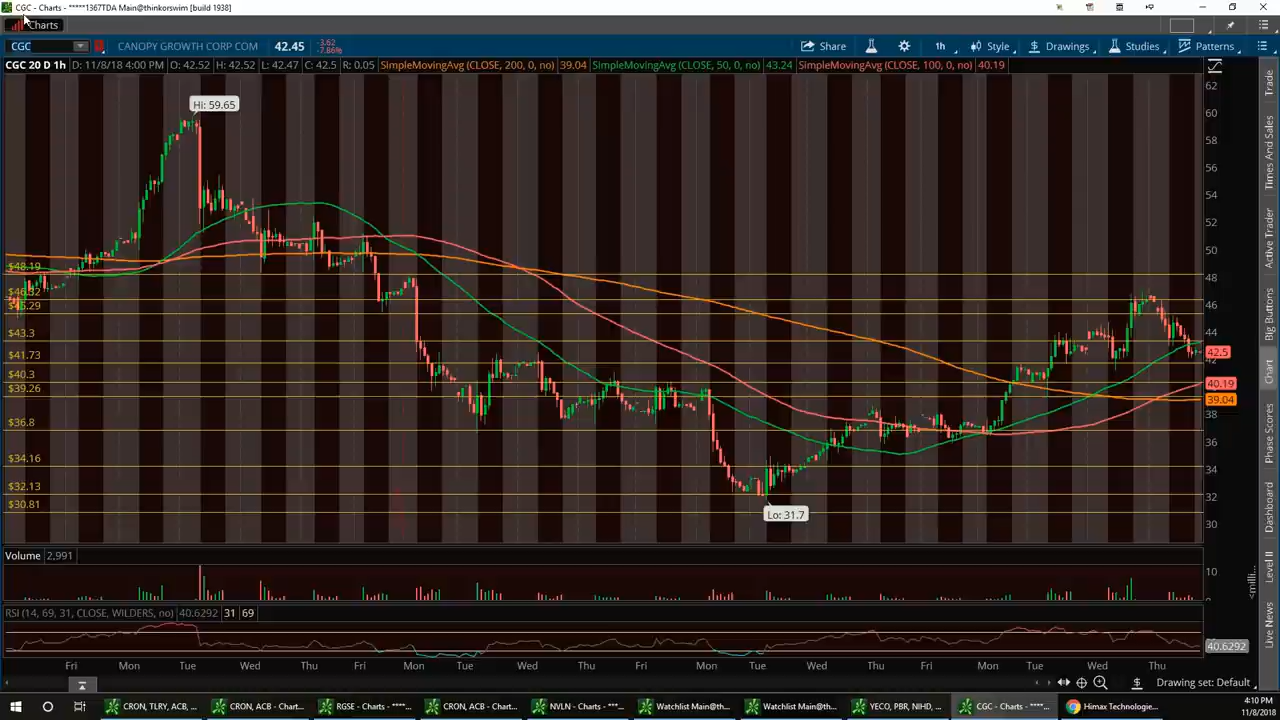 CGC - Charts - *****1367TDA Main@thinkorswim [build 1938]
Charts
CGC CANOPY GROWTH CORP COM 42.45 -3.62 -7.86% Share 1h Style Drawings Studies Patterns
CGC 20 D 1h D: 11/8/18 4:00 PM O: 42.52 H: 42.52 L: 42.47 C: 42.5 R: 0.05 SimpleMovingAvg (CLOSE, 200, 0, no) 39.04 SimpleMovingAvg (CLOSE, 50, 0, no) 43.24 SimpleMovingAvg (CLOSE, 100, 0, no) 40.19
Hi: 59.65
Lo: 31.7
$48.19
$45.29
$43.3
$41.73
$40.3
$39.26
$36.8
$34.16
$32.13
$30.81
62
60
58
56
54
52
50
48
46
44
42.5
40.19
39.04
38
36
34
32
30
Trade
Times And Sales
Active Trader
Big Buttons
Chart
Phase Scores
Dashboard
Level II
Live News
Volume 2,991
10
<milli...
RSI (14, 69, 31, CLOSE, WILDERS, no) 40.6292 31 69
40.6292
Fri Mon Tue Wed Thu Fri Mon Tue Wed Thu Fri Mon Tue Wed Thu Fri Mon Tue Wed Thu
Drawing set: Default
CRON, TLRY, ACB, ... CRON, ACB - Charts... RGSE - Charts - ****... CRON, ACB - Chart... NVLN - Charts - ***... Watchlist Main@th... Watchlist Main@th... YECO, PBR, NIHD, ... CGC - Charts - ****... Himax Technologie... 4:10 PM
11/8/2018